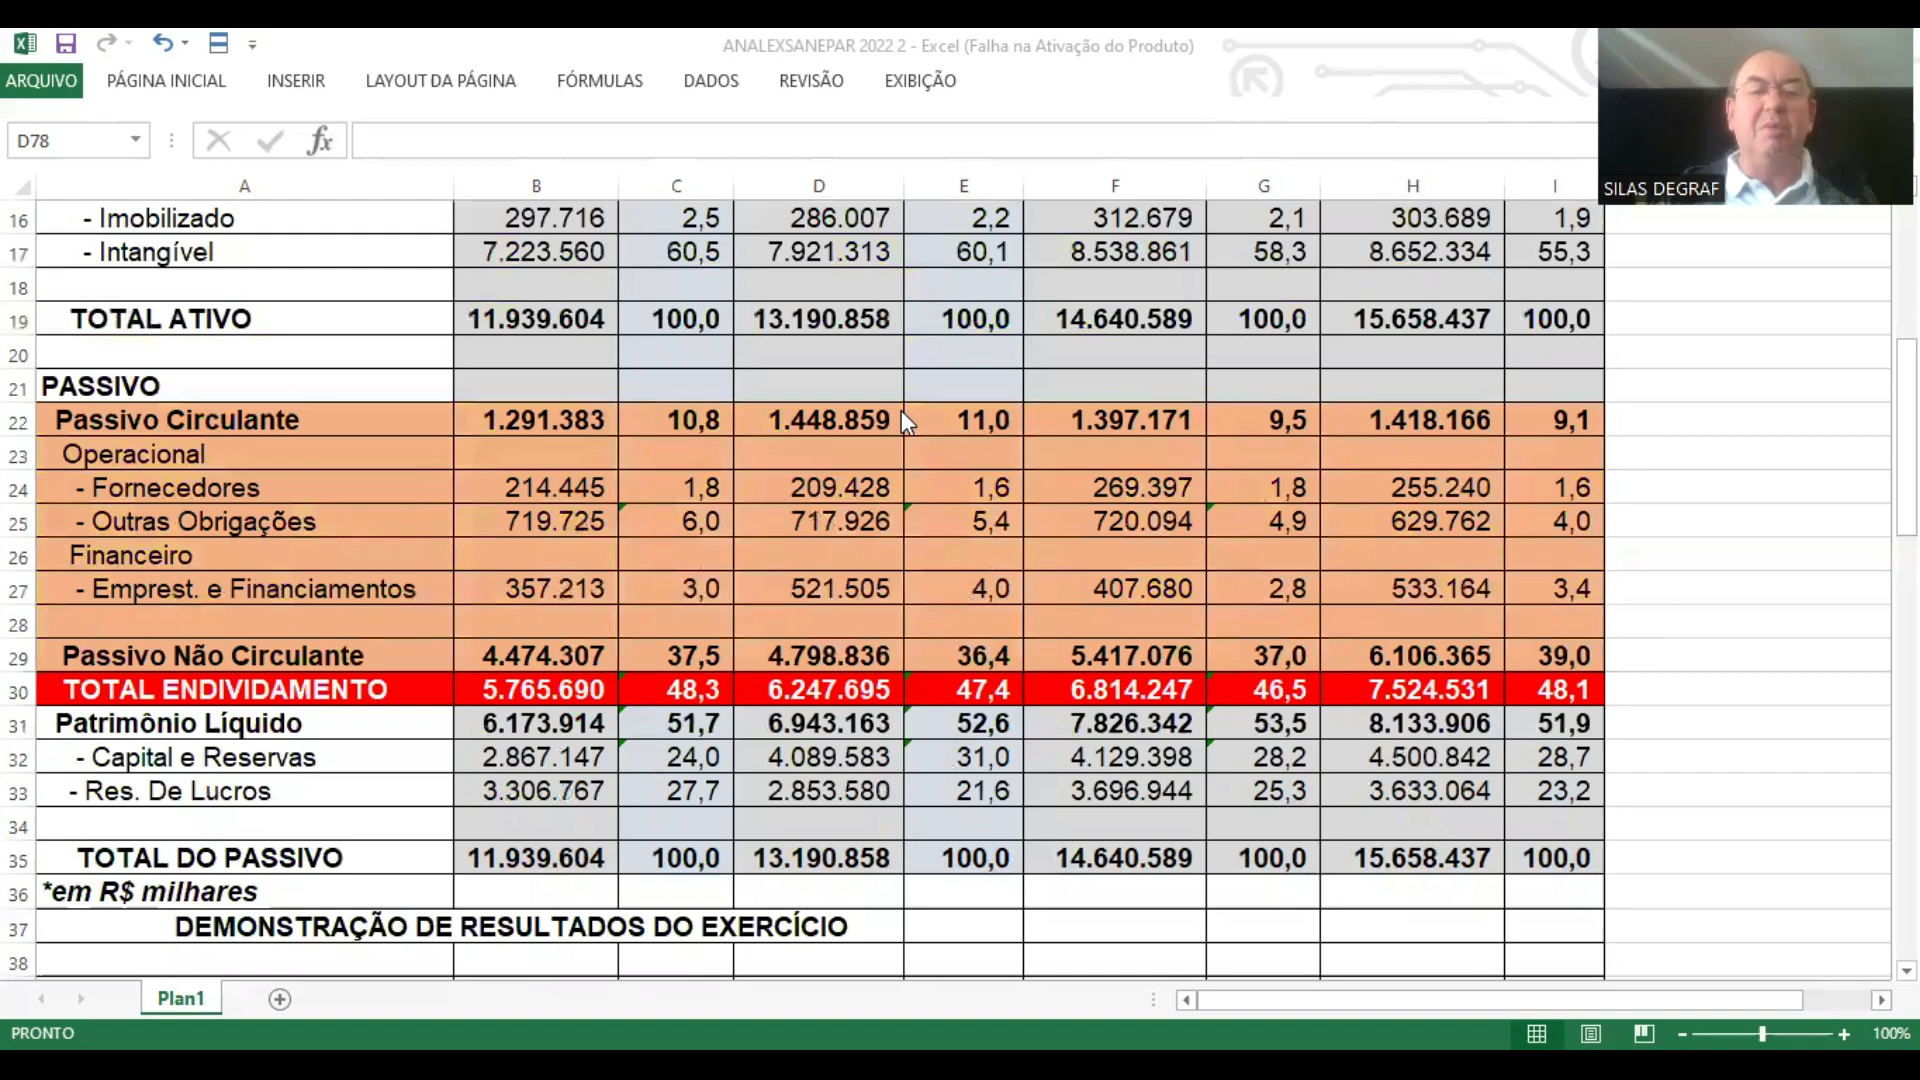 ANALEXSANEPAR 2022 2 - Excel (Falha na Ativação do Produto)
ARQUIVO PÁGINA INICIAL INSERIR LAYOUT DA PÁGINA FÓRMULAS DADOS REVISÃO EXIBIÇÃO
D78 fx
SILAS DEGRAF
A B C D E F G H I
16 - Imobilizado 297.716 2,5 286.007 2,2 312.679 2,1 303.689 1,9
17 - Intangível 7.223.560 60,5 7.921.313 60,1 8.538.861 58,3 8.652.334 55,3
18
19 TOTAL ATIVO 11.939.604 100,0 13.190.858 100,0 14.640.589 100,0 15.658.437 100,0
20
21 PASSIVO
22 Passivo Circulante 1.291.383 10,8 1.448.859 11,0 1.397.171 9,5 1.418.166 9,1
23 Operacional
24 - Fornecedores 214.445 1,8 209.428 1,6 269.397 1,8 255.240 1,6
25 - Outras Obrigações 719.725 6,0 717.926 5,4 720.094 4,9 629.762 4,0
26 Financeiro
27 - Emprest. e Financiamentos 357.213 3,0 521.505 4,0 407.680 2,8 533.164 3,4
28
29 Passivo Não Circulante 4.474.307 37,5 4.798.836 36,4 5.417.076 37,0 6.106.365 39,0
30 TOTAL ENDIVIDAMENTO 5.765.690 48,3 6.247.695 47,4 6.814.247 46,5 7.524.531 48,1
31 Patrimônio Líquido 6.173.914 51,7 6.943.163 52,6 7.826.342 53,5 8.133.906 51,9
32 - Capital e Reservas 2.867.147 24,0 4.089.583 31,0 4.129.398 28,2 4.500.842 28,7
33 - Res. De Lucros 3.306.767 27,7 2.853.580 21,6 3.696.944 25,3 3.633.064 23,2
34
35 TOTAL DO PASSIVO 11.939.604 100,0 13.190.858 100,0 14.640.589 100,0 15.658.437 100,0
36 *em R$ milhares
37 DEMONSTRAÇÃO DE RESULTADOS DO EXERCÍCIO
38
Plan1
PRONTO 100%